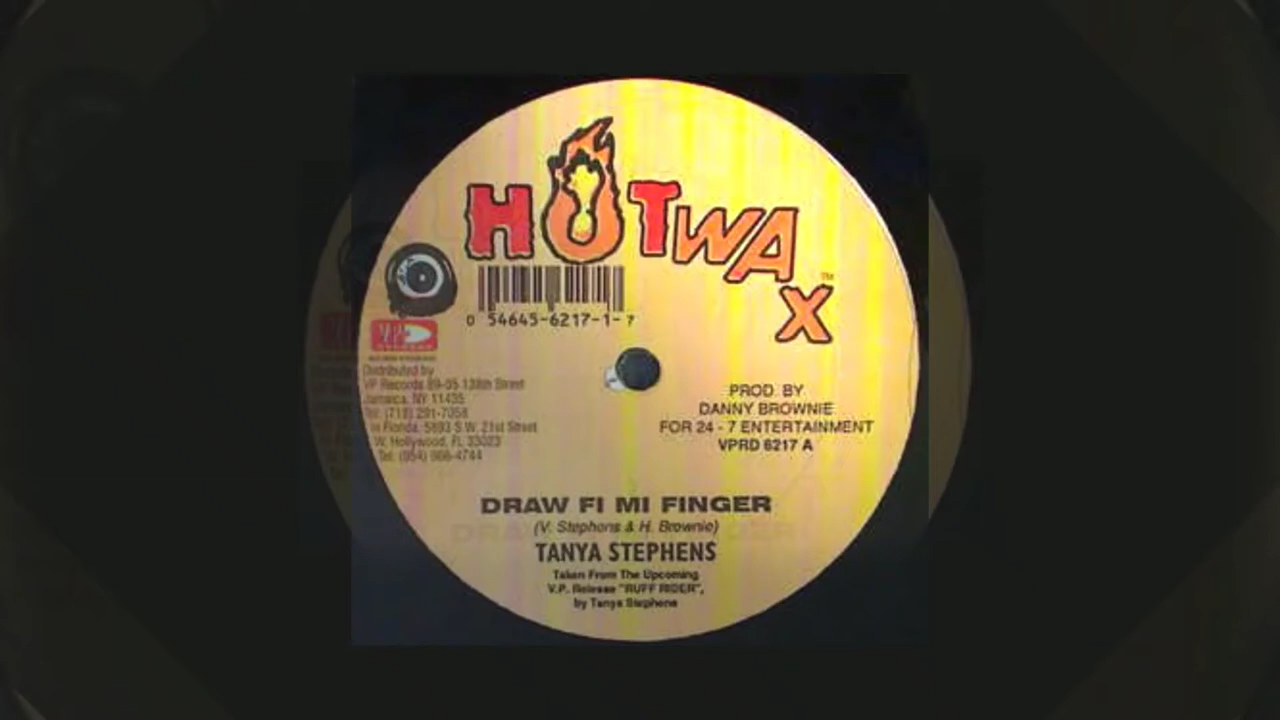 HOTWAX
TM
0 54645-6217-1-7
VP
RECORDS
Distributed by
VP Records 89-05 138th Street
Jamaica, NY 11435
Tel: (718) 291-7058
In Florida: 5893 S.W. 21st Street
W. Hollywood, FL 33023
Tel: (954) 966-4744
PROD. BY
DANNY BROWNIE
FOR 24 - 7 ENTERTAINMENT
VPRD 6217 A
DRAW FI MI FINGER
(V. Stephens & H. Brownie)
TANYA STEPHENS
Taken From The Upcoming
V.P. Release "RUFF RIDER",
by Tanya Stephens